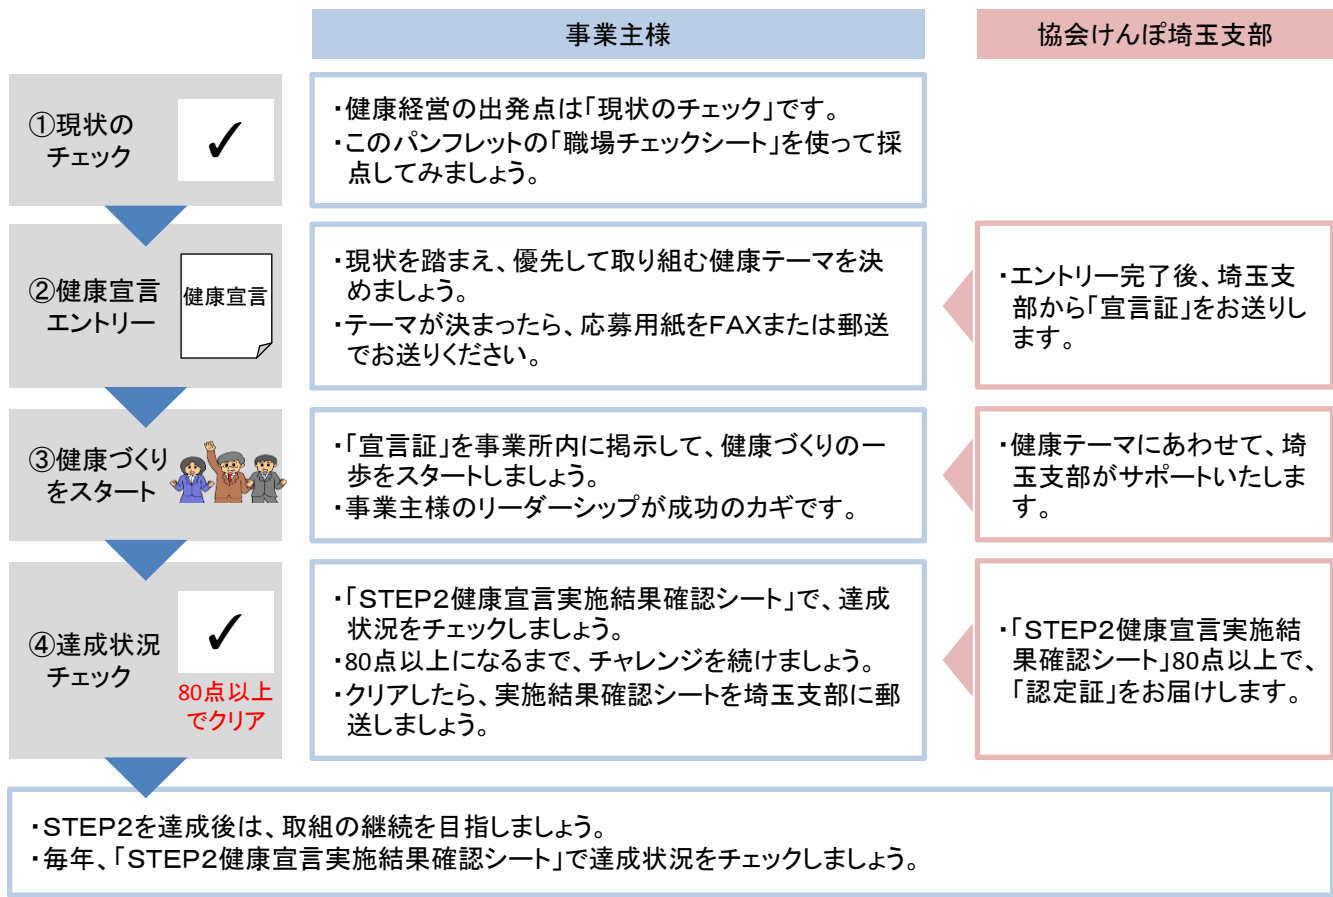 事業主様
協会けんぽ埼玉支部
①現状の
チェック
・健康経営の出発点は「現状のチェック」です。
・このパンフレットの「職場チェックシート」を使って採
点してみましょう。
②健康宣言
エントリー
健康宣言
・現状を踏まえ、優先して取り組む健康テーマを決
めましょう。
・テーマが決まったら、応募用紙をFAXまたは郵送
でお送りください。
・エントリー完了後、埼玉支
部から「宣言証」をお送りし
ます。
③健康づくり
をスタート
・「宣言証」を事業所内に掲示して、健康づくりの一
歩をスタートしましょう。
・事業主様のリーダーシップが成功のカギです。
・健康テーマにあわせて、埼
玉支部がサポートいたしま
す。
④達成状況
チェック
80点以上
でクリア
・「STEP2健康宣言実施結果確認シート」で、達成
状況をチェックしましょう。
・80点以上になるまで、チャレンジを続けましょう。
・クリアしたら、実施結果確認シートを埼玉支部に郵
送しましょう。
・「STEP2健康宣言実施結
果確認シート」80点以上で、
「認定証」をお届けします。
・STEP2を達成後は、取組の継続を目指しましょう。
・毎年、「STEP2健康宣言実施結果確認シート」で達成状況をチェックしましょう。